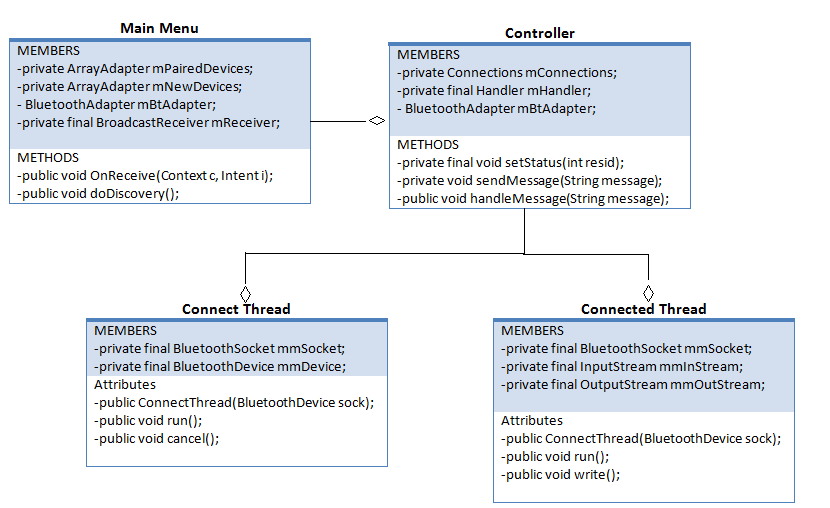 Main Menu
MEMBERS
-private ArrayAdapter mPairedDevices;
-private ArrayAdapter mNewDevices;
- BluetoothAdapter mBtAdapter;
-private final BroadcastReceiver mReceiver;
METHODS
-public void OnReceive(Context c, Intent i);
-public void doDiscovery();
Controller
MEMBERS
-private Connections mConnections;
-private final Handler mHandler;
- BluetoothAdapter mBtAdapter;
METHODS
-private final void setStatus(int resid);
-private void sendMessage(String message);
-public void handleMessage(String message);
Connect Thread
MEMBERS
-private final BluetoothSocket mmSocket;
-private final BluetoothDevice mmDevice;
Attributes
-public ConnectThread(BluetoothDevice sock);
-public void run();
-public void cancel();
Connected Thread
MEMBERS
-private final BluetoothSocket mmSocket;
-private final InputStream mmInStream;
-private final OutputStream mmOutStream;
Attributes
-public ConnectThread(BluetoothDevice sock);
-public void run();
-public void write();